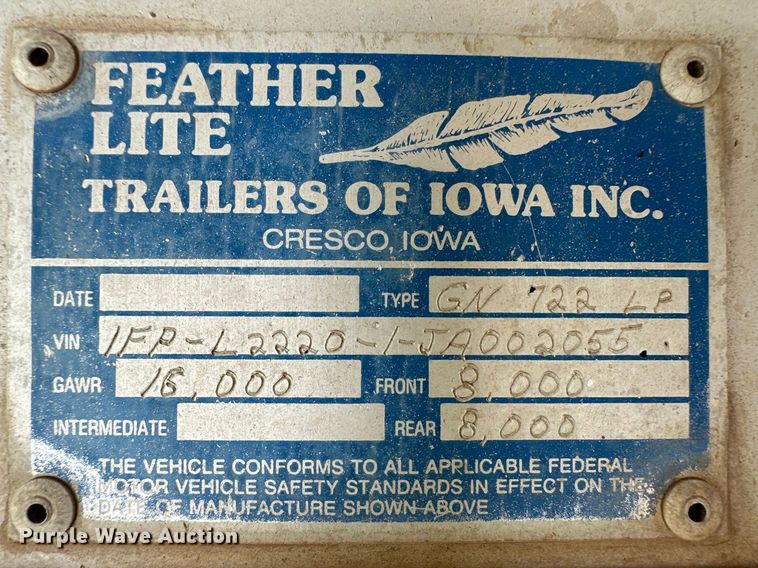 FEATHER
LITE
TRAILERS OF IOWA INC.
CRESCO, IOWA
DATE TYPE GN 722 LP
VIN 1FP-L2220-1-JA002055
GAWR 16,000 FRONT 8,000
INTERMEDIATE REAR 8,000
THE VEHICLE CONFORMS TO ALL APPLICABLE FEDERAL
MOTOR VEHICLE SAFETY STANDARDS IN EFFECT ON THE
DATE OF MANUFACTURE SHOWN ABOVE
Purple Wave Auction